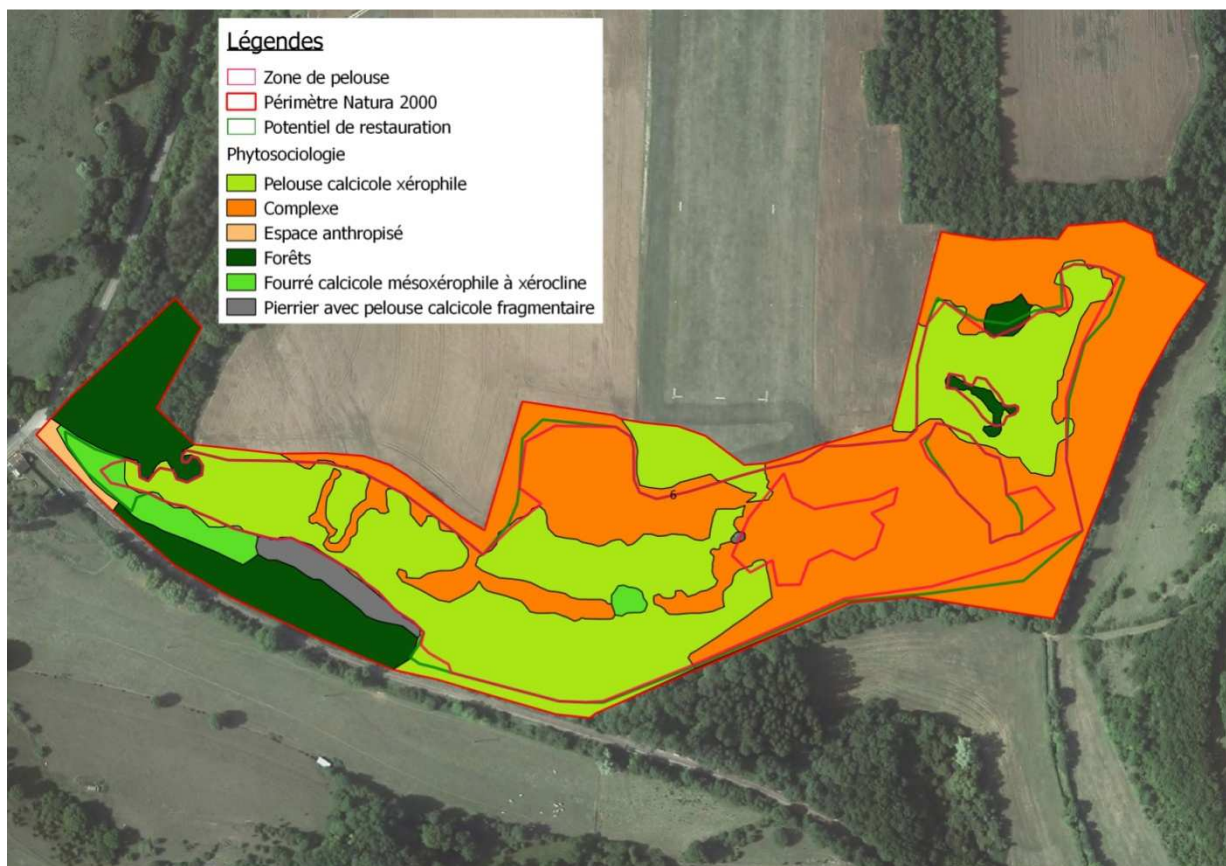 Légendes
Zone de pelouse
Périmètre Natura 2000
Potentiel de restauration
Phytosociologie
Pelouse calcicole xérophile
Complexe
Espace anthropisé
Forêts
Fourré calcicole mésoxérophile à xérocline
Pierrier avec pelouse calcicole fragmentaire
6